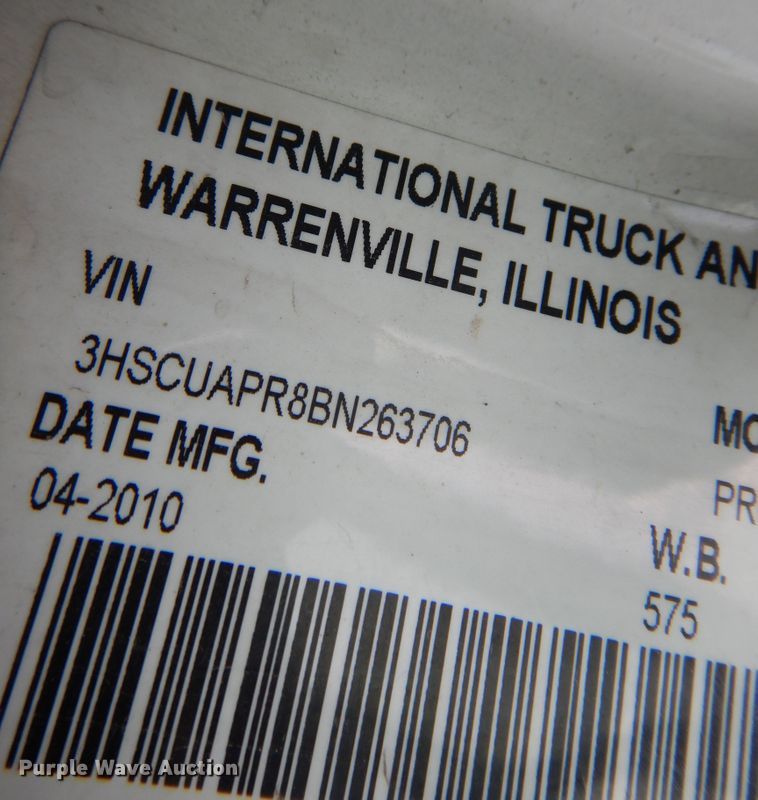 INTERNATIONAL TRUCK AN
WARRENVILLE, ILLINOIS
VIN
3HSCUAPR8BN263706
MO
DATE MFG.
PR
04-2010
W.B.
575
Purple Wave Auction